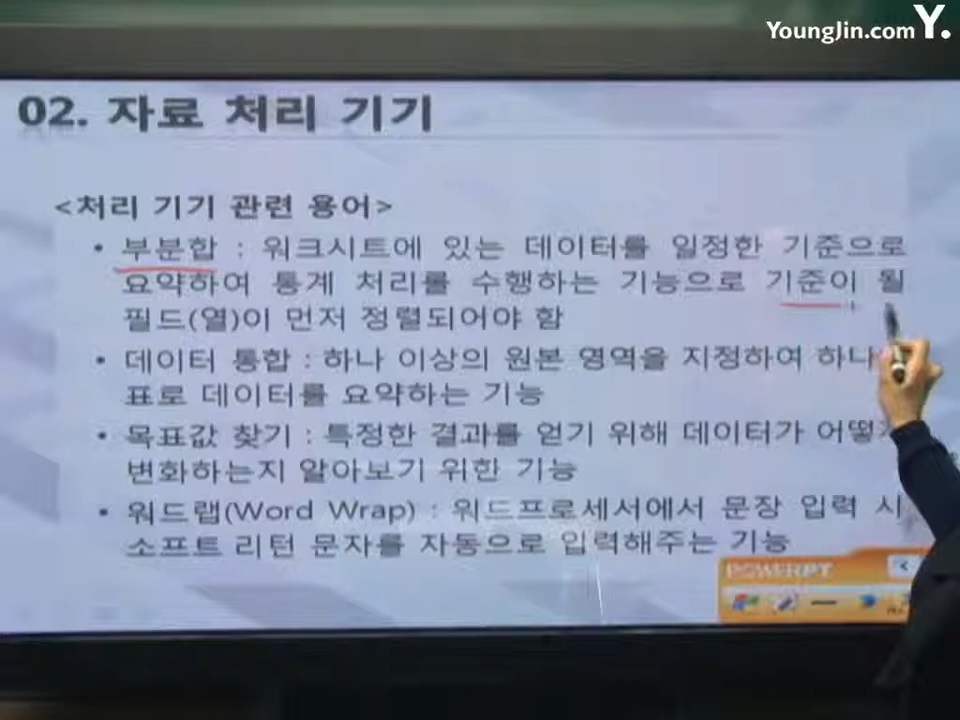 YoungJin.com Y.
02. 자료 처리 기기
<처리 기기 관련 용어>
• 부분합 : 워크시트에 있는 데이터를 일정한 기준으로
요약하여 통계 처리를 수행하는 기능으로 기준이 될
필드(열)이 먼저 정렬되어야 함
• 데이터 통합 : 하나 이상의 원본 영역을 지정하여 하나
표로 데이터를 요약하는 기능
• 목표값 찾기 : 특정한 결과를 얻기 위해 데이터가
변화하는지 알아보기 위한 기능
• 워드랩(Word Wrap) : 워드프로세서에서 문장 입력 시
소프트 리턴 문자를 자동으로 입력해주는 기능
POWERPT